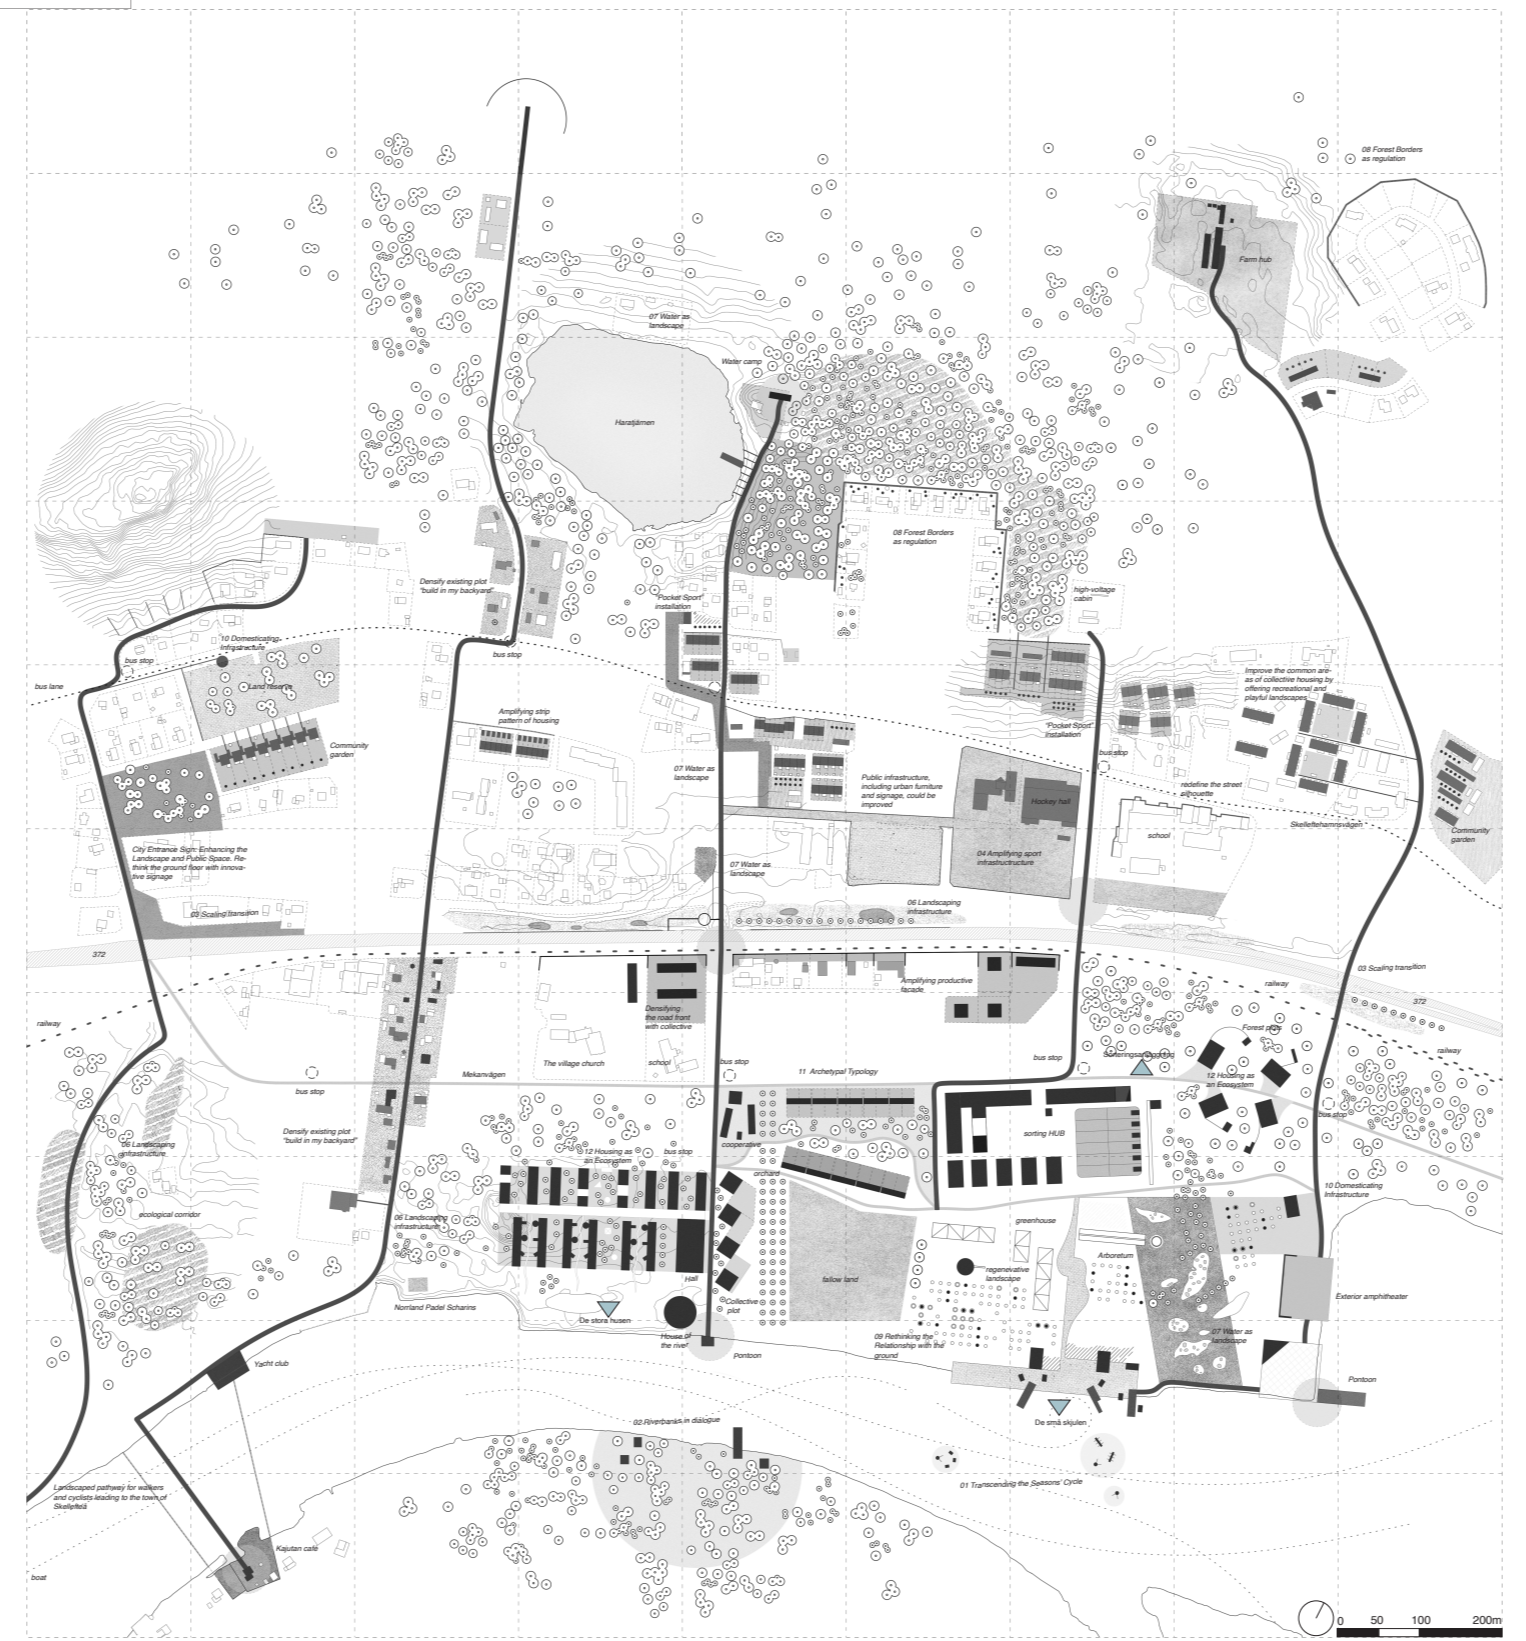 08 Forest Borders
as regulation
Farm hub
07 Water as
landscape
Water camp
Haratjärnen
08 Forest Borders
as regulation
Densify existing plot
"build in my backyard"
"Pocket Sport"
installation
high-voltage
cabin
10 Domesticating
Infrastructure
bus stop
bus stop
bus lane
Land reserve
Improve the common are-
as of collective housing by
offering recreational and
playful landscapes
Amplifying strip
pattern of housing
"Pocket Sport"
installation
Community
garden
bus stop
07 Water as
landscape
Public infrastructure,
including urban furniture
and signage, could be
improved
Hockey hall
redefine the street
silhouette
Skelleftehamnsvägen
school
Community
garden
City Entrance Sign: Enhancing the
Landscape and Public Space. Re-
think the ground floor with innova-
tive signage
07 Water as
landscape
04 Amplifying sport
infrastructructure
03 Scaling transition
06 Landscaping
infrastructure
372
03 Scaling transition
railway
372
Amplifying productive
facade
Densifying
the road front
with collective
railway
Forest plots
railway
The village church
school
bus stop
bus stop
Mekanvägen
11 Archetypal Typology
12 Housing as
an Ecosystem
bus stop
bus stop
Densify existing plot
"build in my backyard"
06 Landscaping
infrastructure
12 Housing as
an Ecosystem
bus stop
cooperative
sorting HUB
orchard
10 Domesticating
Infrastructure
ecological corridor
06 Landscaping
infrastructure
greenhouse
Arboretum
regenerative
landscape
fallow land
Hall
Exterior amphitheater
Norrland Padel Scharins
De stora husen
Collective
plot
House of
the river
Pontoon
09 Rethinking the
Relationship with the
ground
07 Water as
landscape
Yacht club
Pontoon
De små skjulen
02 Riverbanks in dialogue
01 Transcending the Seasons' Cycle
Landscaped pathway for walkers
and cyclists leading to the town of
Skellefteå
Kajutan café
boat
0 50 100 200m